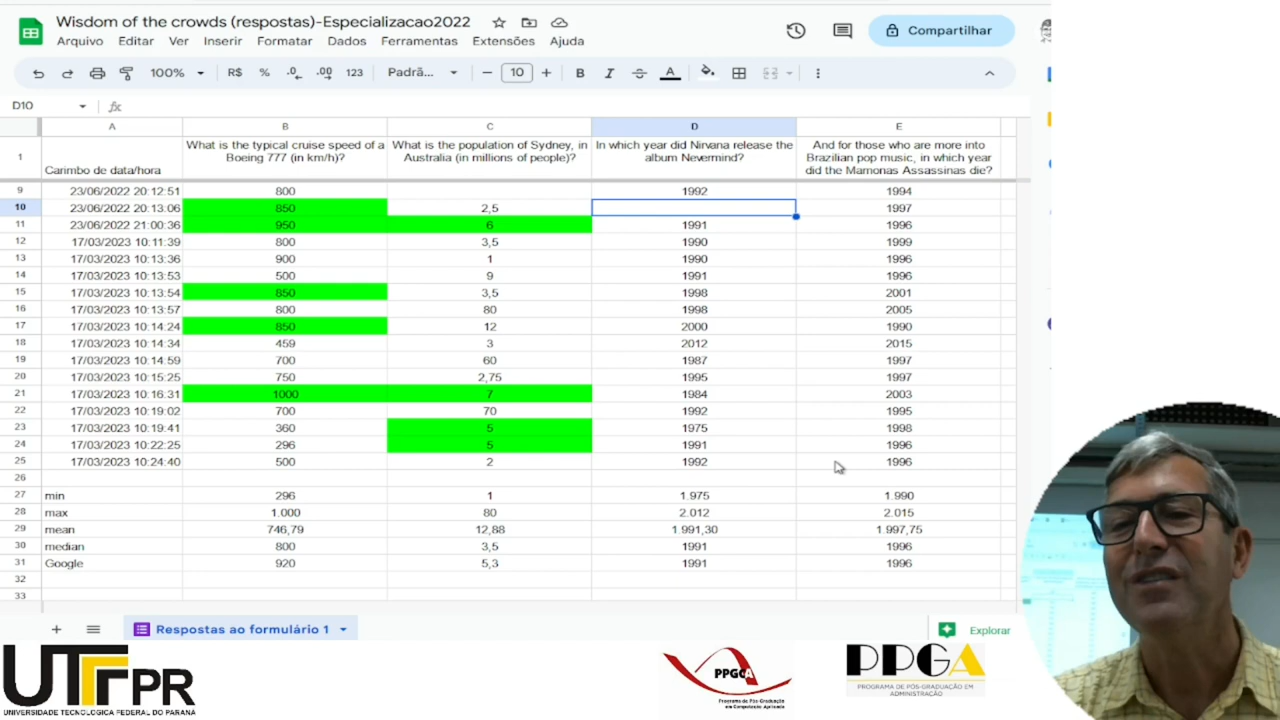 Wisdom of the crowds (respostas)-Especializacao2022
Arquivo Editar Ver Inserir Formatar Dados Ferramentas Extensões Ajuda
Compartilhar
100% R$ % .0 .00 123 Padrã... − 10 + B I A
D10 fx
A B C D E
1 Carimbo de data/hora What is the typical cruise speed of a Boeing 777 (in km/h)? What is the population of Sydney, in Australia (in millions of people)? In which year did Nirvana release the album Nevermind? And for those who are more into Brazilian pop music, in which year did the Mamonas Assassinas die?
9 23/06/2022 20:12:51 800 1992 1994
10 23/06/2022 20:13:06 850 2,5 1997
11 23/06/2022 21:00:36 950 6 1991 1996
12 17/03/2023 10:11:39 800 3,5 1990 1999
13 17/03/2023 10:13:36 900 1 1990 1996
14 17/03/2023 10:13:53 500 9 1991 1996
15 17/03/2023 10:13:54 850 3,5 1998 2001
16 17/03/2023 10:13:57 800 80 1998 2005
17 17/03/2023 10:14:24 850 12 2000 1990
18 17/03/2023 10:14:34 459 3 2012 2015
19 17/03/2023 10:14:59 700 60 1987 1997
20 17/03/2023 10:15:25 750 2,75 1995 1997
21 17/03/2023 10:16:31 1000 7 1984 2003
22 17/03/2023 10:19:02 700 70 1992 1995
23 17/03/2023 10:19:41 360 5 1975 1998
24 17/03/2023 10:22:25 296 5 1991 1996
25 17/03/2023 10:24:40 500 2 1992 1996
26
27 min 296 1 1.975 1.990
28 max 1.000 80 2.012 2.015
29 mean 746,79 12,88 1.991,30 1.997,75
30 median 800 3,5 1991 1996
31 Google 920 5,3 1991 1996
32
33
+ Respostas ao formulário 1 Explorar
UTFPR
UNIVERSIDADE TECNOLÓGICA FEDERAL DO PARANÁ
PPGCA
Programa de Pós-Graduação
em Computação Aplicada
PPGA
PROGRAMA DE PÓS-GRADUAÇÃO EM
ADMINISTRAÇÃO